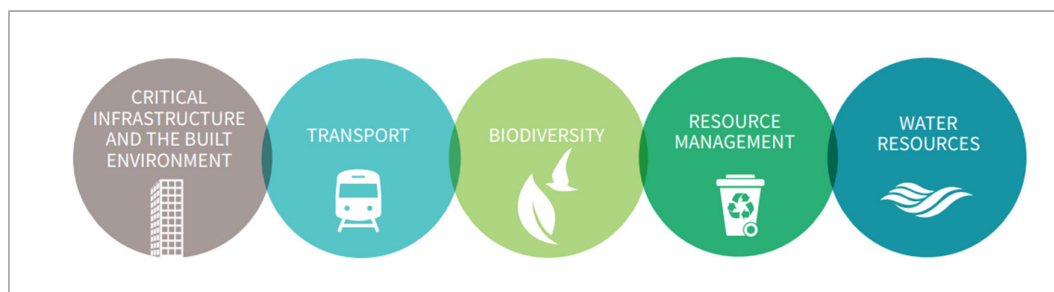 CRITICAL
INFRASTRUCTURE
AND THE BUILT
ENVIRONMENT
TRANSPORT
BIODIVERSITY
RESOURCE
MANAGEMENT
WATER
RESOURCES